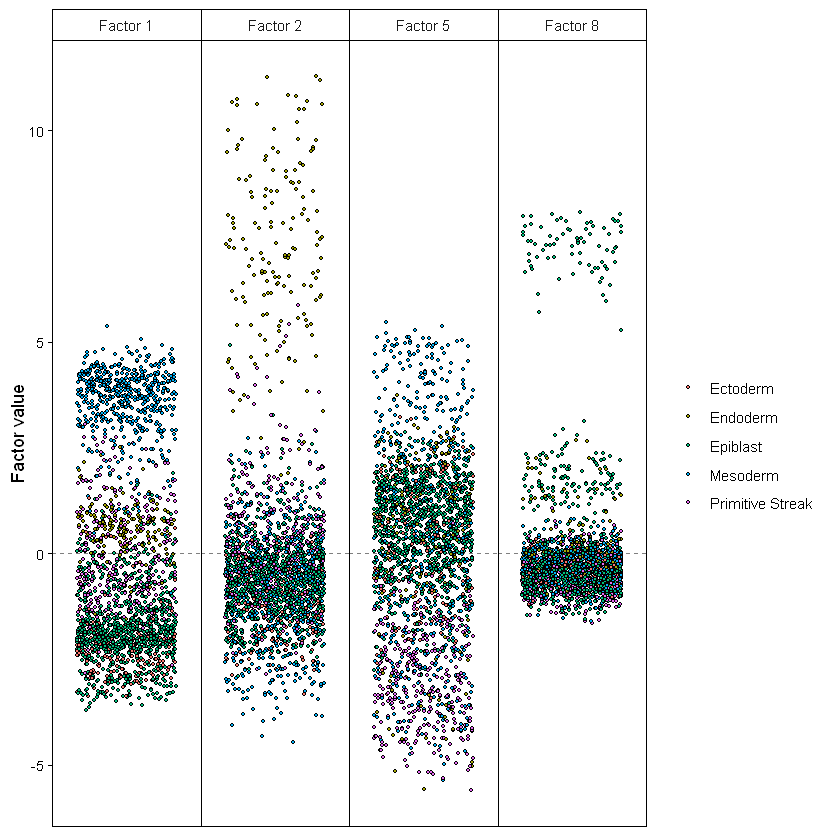 Factor 1 Factor 2 Factor 5 Factor 8
10
5
0
-5
Factor value
Ectoderm
Endoderm
Epiblast
Mesoderm
Primitive Streak